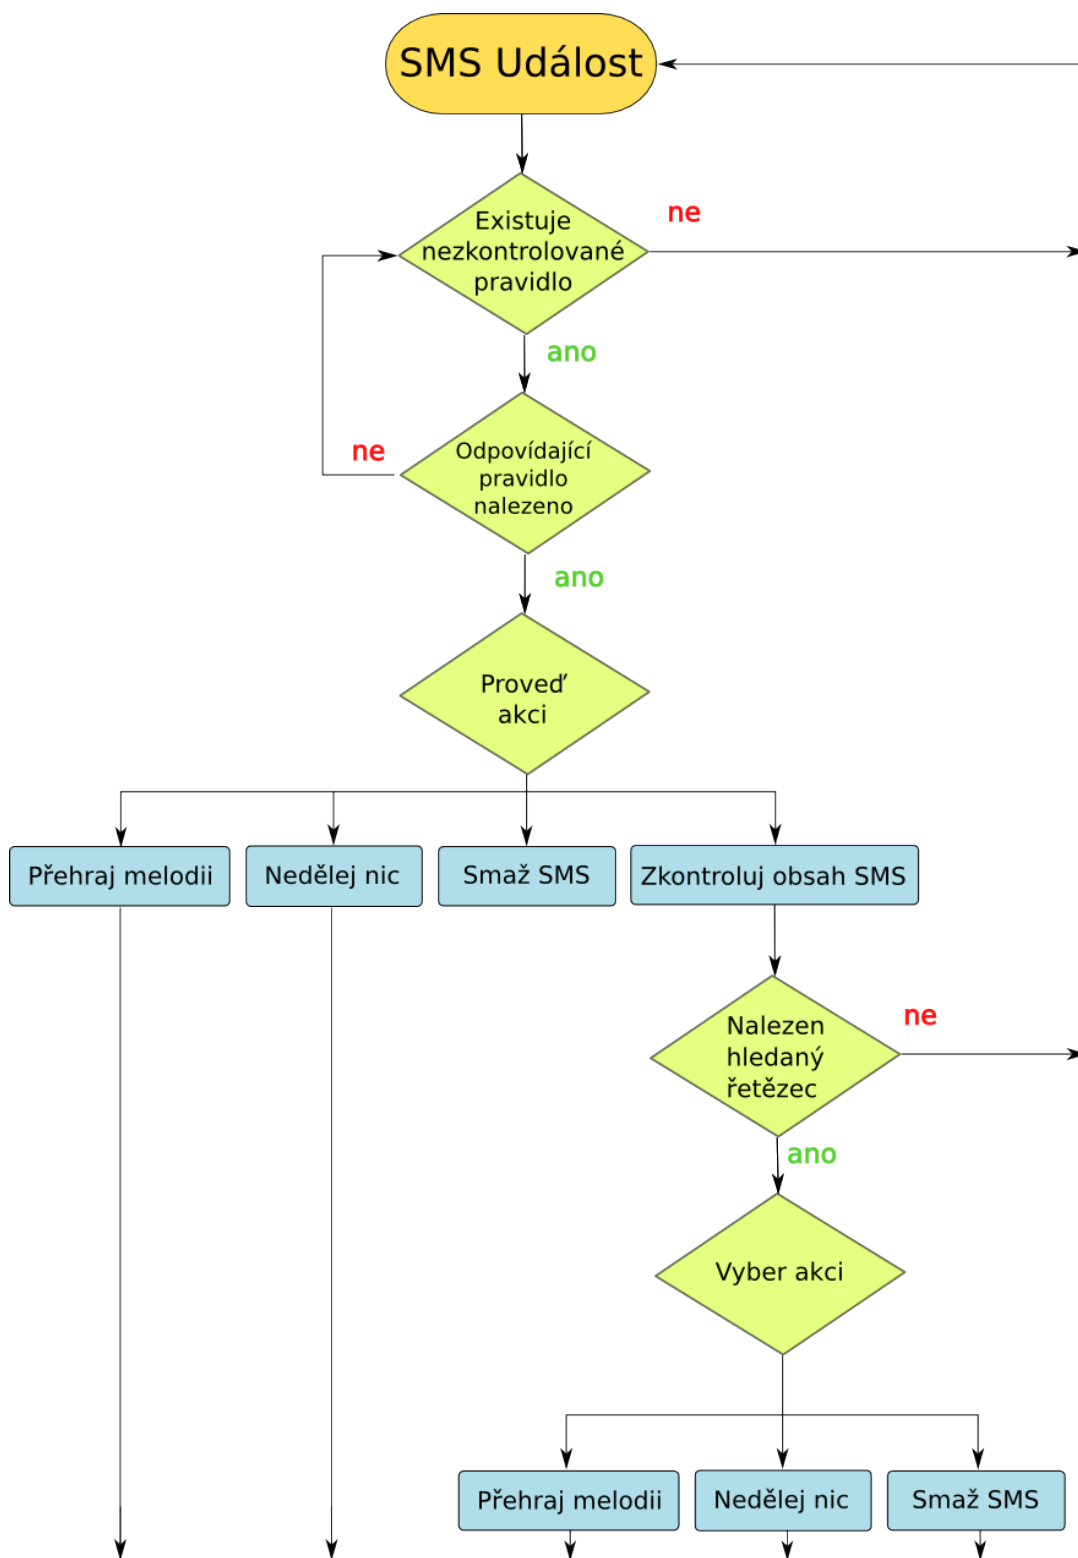 SMS Událost
ne
Existuje
nezkontrolované
pravidlo
ano
ne
Odpovídající
pravidlo
nalezeno
ano
Proveď
akci
Přehraj melodii
Nedělej nic
Smaž SMS
Zkontroluj obsah SMS
ne
Nalezen
hledaný
řetězec
ano
Vyber akci
Přehraj melodii
Nedělej nic
Smaž SMS